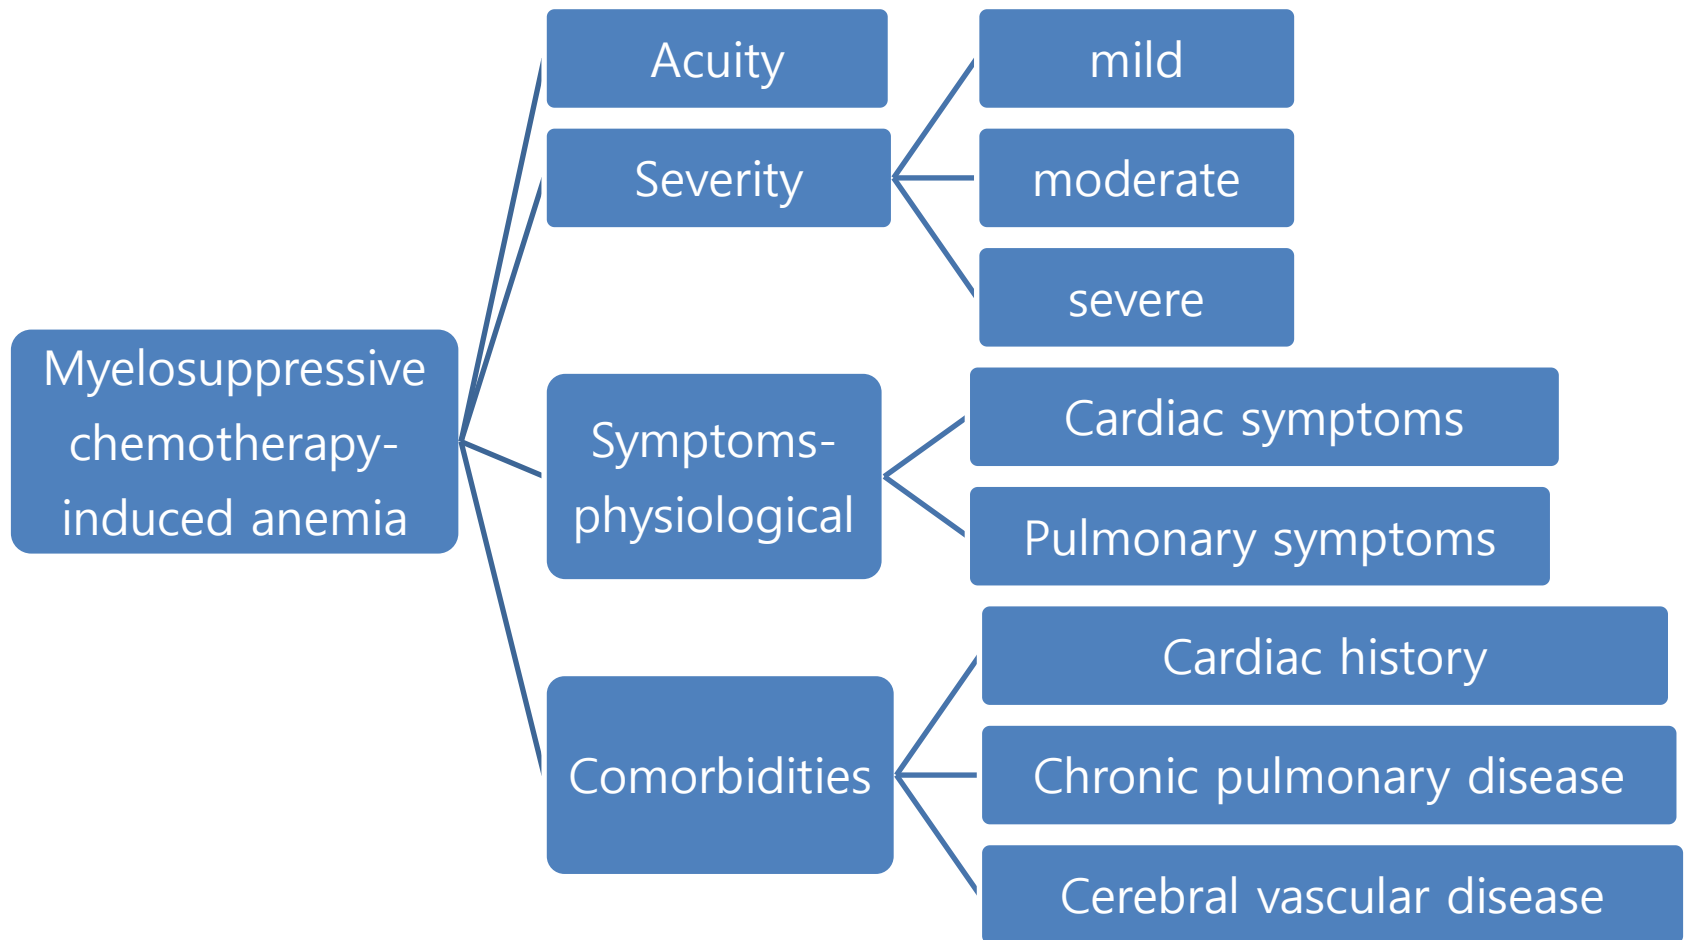 Acuity
mild
Severity
moderate
severe
Myelosuppressive
chemotherapy-
induced anemia
Symptoms-
physiological
Cardiac symptoms
Pulmonary symptoms
Cardiac history
Comorbidities
Chronic pulmonary disease
Cerebral vascular disease